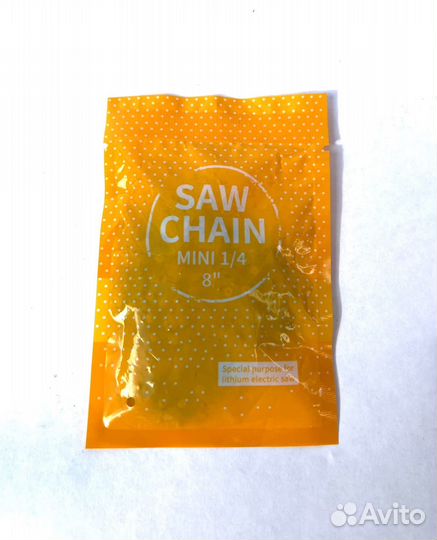 SAW
CHAIN
MINI 1/4
8"
Special purpose for
lithium electric saw
Avito